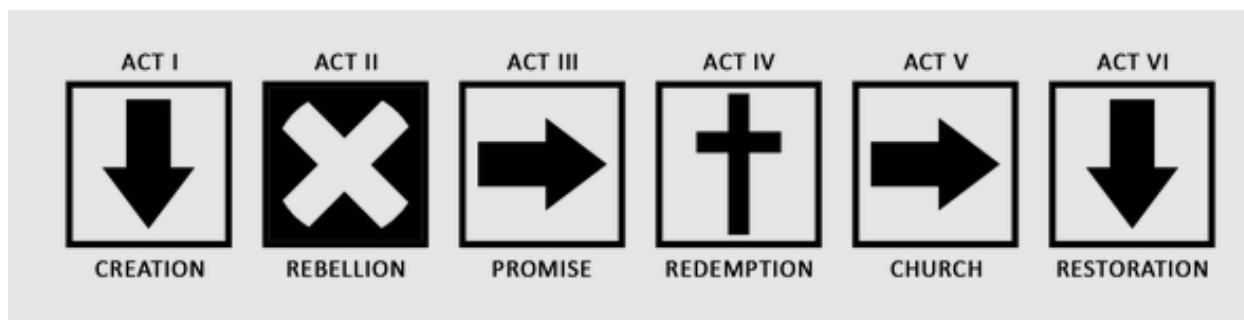 ACT I ACT II ACT III ACT IV ACT V ACT VI
CREATION REBELLION PROMISE REDEMPTION CHURCH RESTORATION